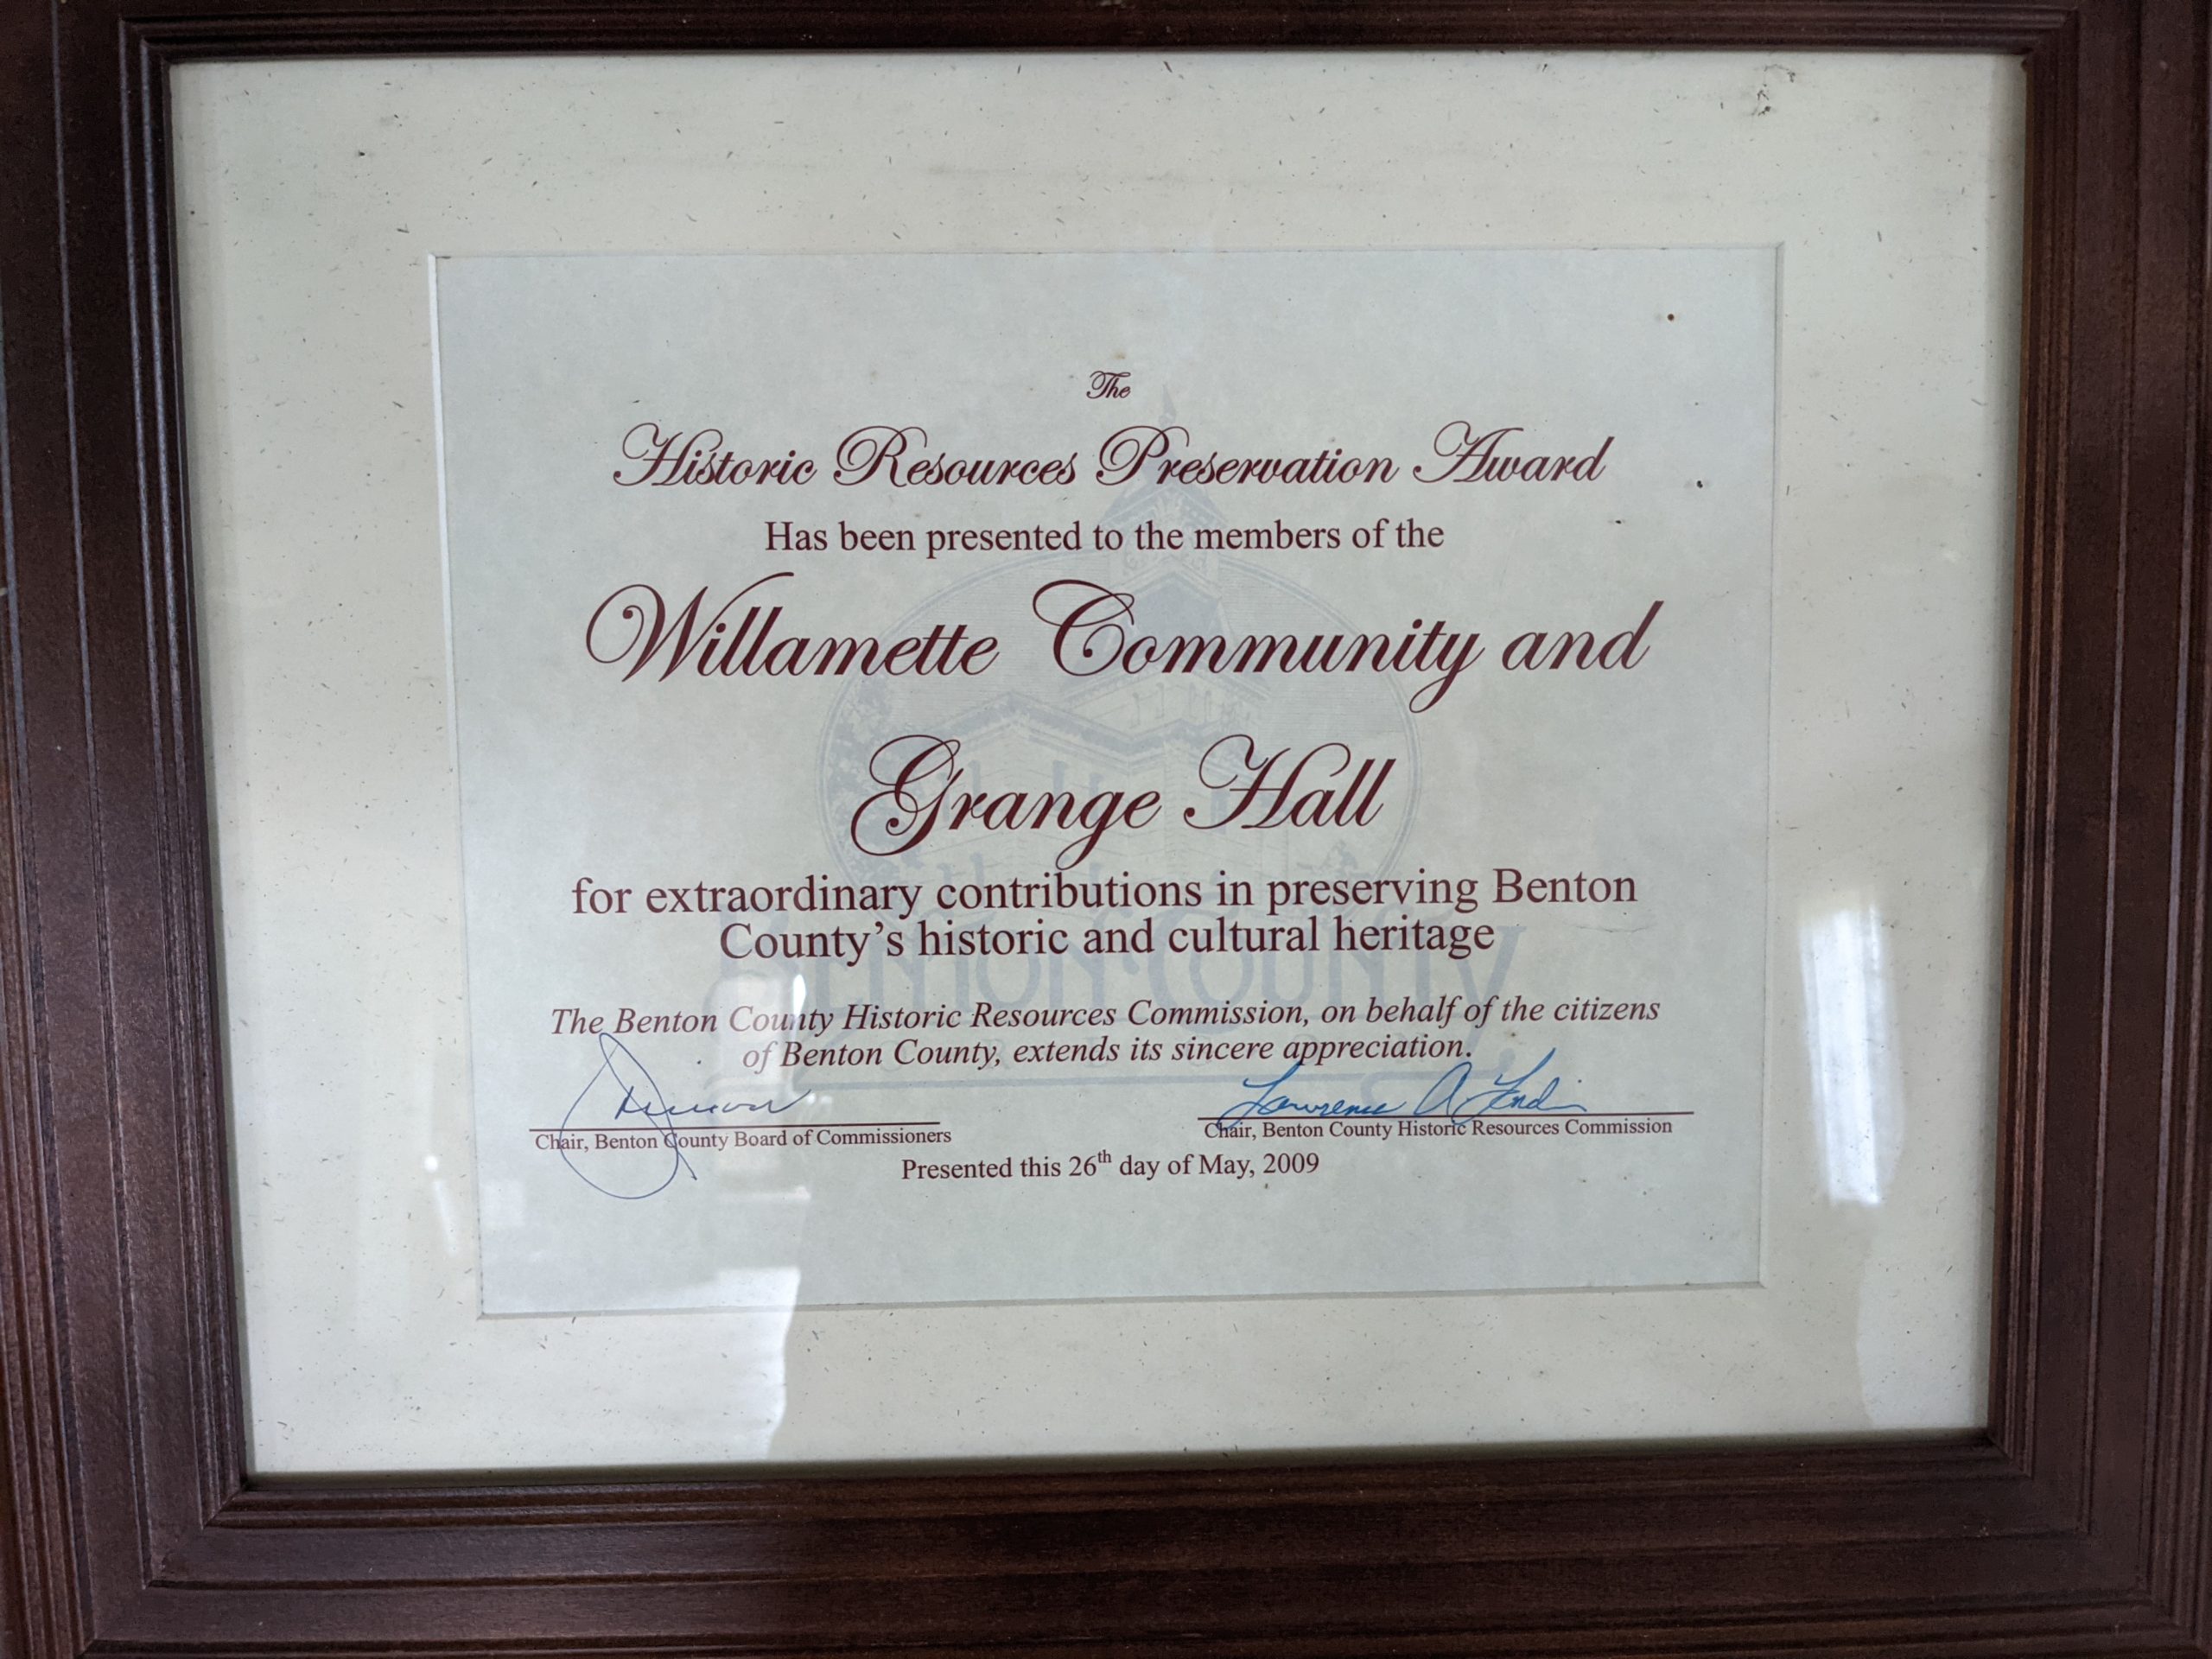 The
Historic Resources Preservation Award
Has been presented to the members of the
Willamette Community and
Grange Hall
for extraordinary contributions in preserving Benton
County's historic and cultural heritage
BENTON COUNTY
The Benton County Historic Resources Commission, on behalf of the citizens
of Benton County, extends its sincere appreciation.
Lawrence A.
Chair, Benton County Board of Commissioners
Chair, Benton County Historic Resources Commission
Presented this 26th day of May, 2009